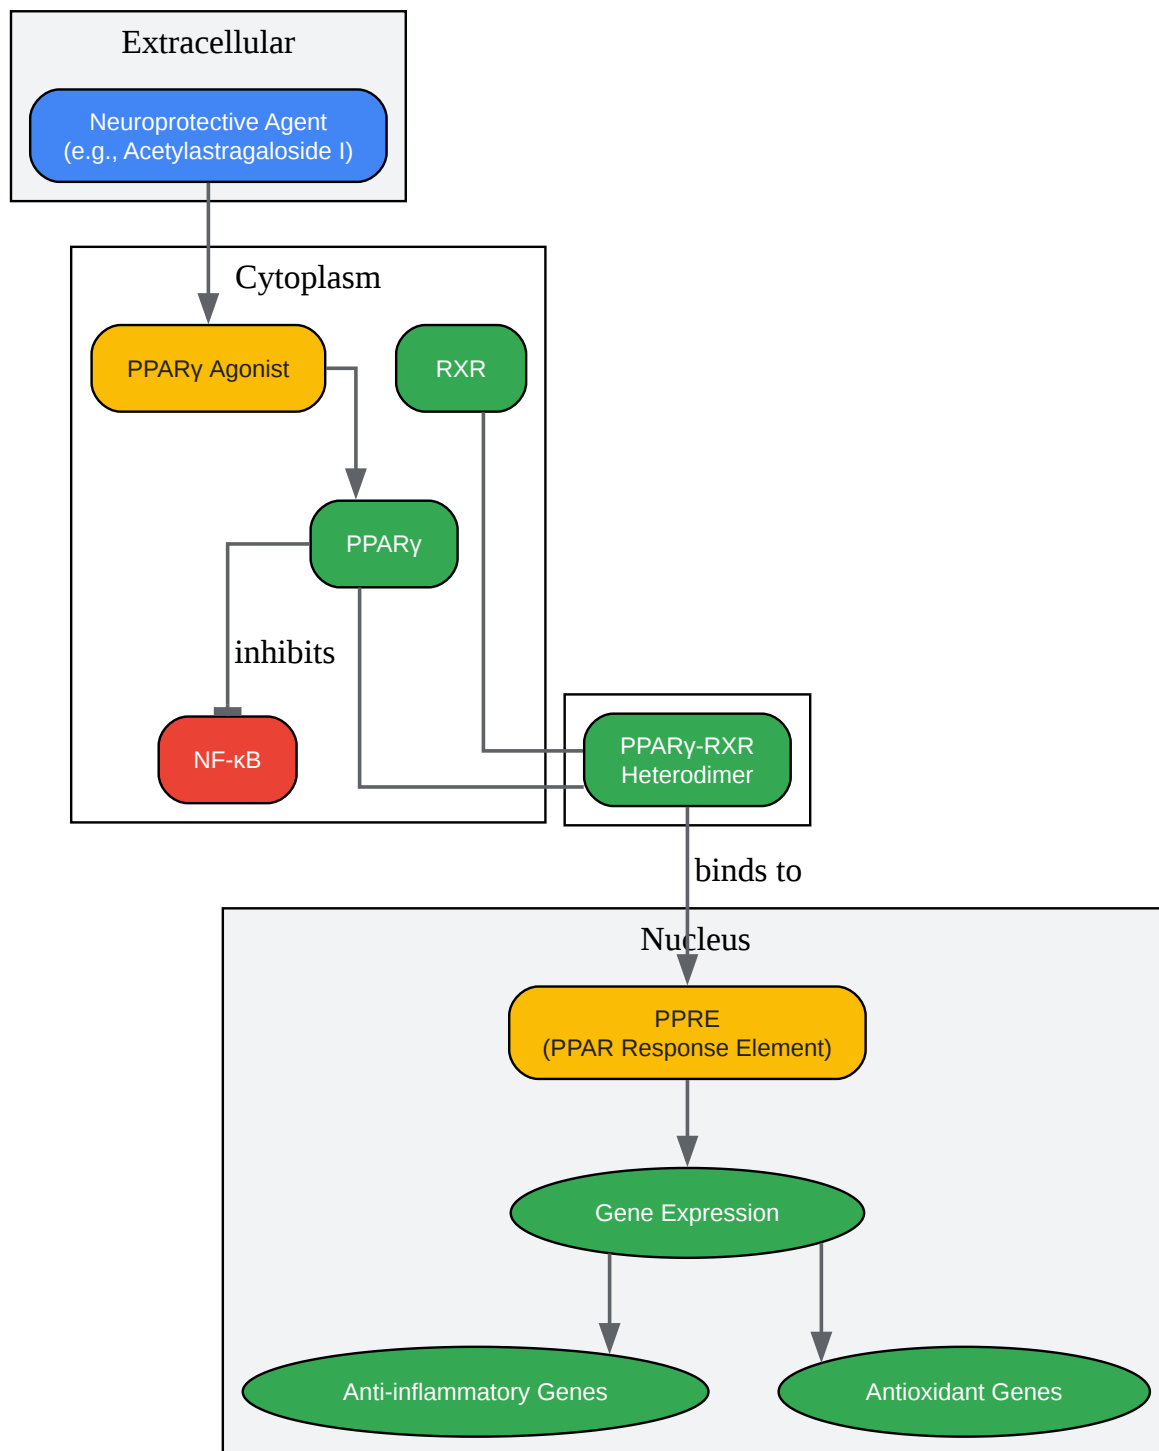 Extracellular
Neuroprotective Agent
(e.g., Acetylastragaloside I)
Cytoplasm
PPARγ Agonist
RXR
PPARγ
inhibits
NF-κB
PPARγ-RXR
Heterodimer
binds to
Nucleus
PPRE
(PPAR Response Element)
Gene Expression
Anti-inflammatory Genes
Antioxidant Genes